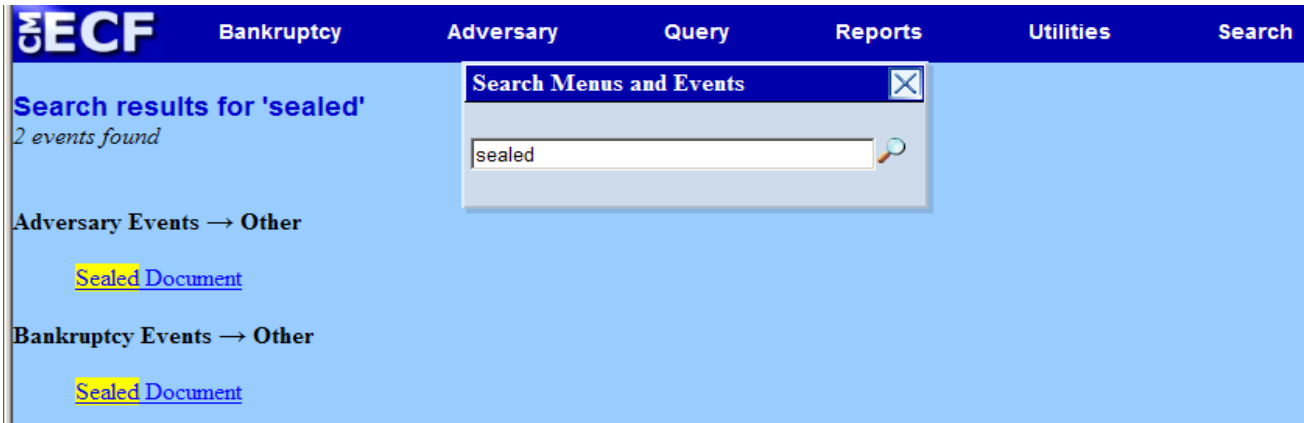 CM ECF Bankruptcy Adversary Query Reports Utilities Search
Search Menus and Events
Search results for 'sealed'
2 events found
sealed
Adversary Events → Other
Sealed Document
Bankruptcy Events → Other
Sealed Document